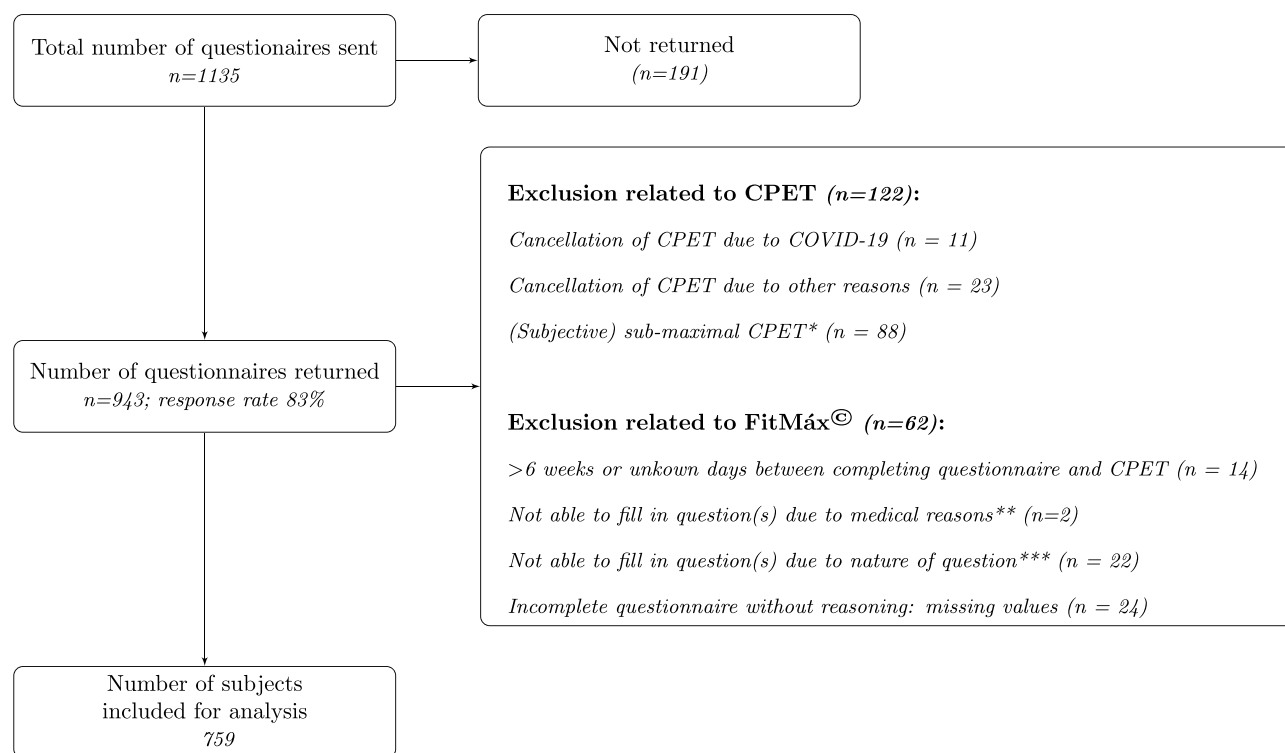 Total number of questionaires sent
n=1135
Not returned
(n=191)
Exclusion related to CPET (n=122):
Cancellation of CPET due to COVID-19 (n = 11)
Cancellation of CPET due to other reasons (n = 23)
(Subjective) sub-maximal CPET* (n = 88)
Number of questionnaires returned
n=943; response rate 83%
Exclusion related to FitMáx© (n=62):
>6 weeks or unkown days between completing questionnaire and CPET (n = 14)
Not able to fill in question(s) due to medical reasons** (n=2)
Not able to fill in question(s) due to nature of question*** (n = 22)
Incomplete questionnaire without reasoning: missing values (n = 24)
Number of subjects
included for analysis
759